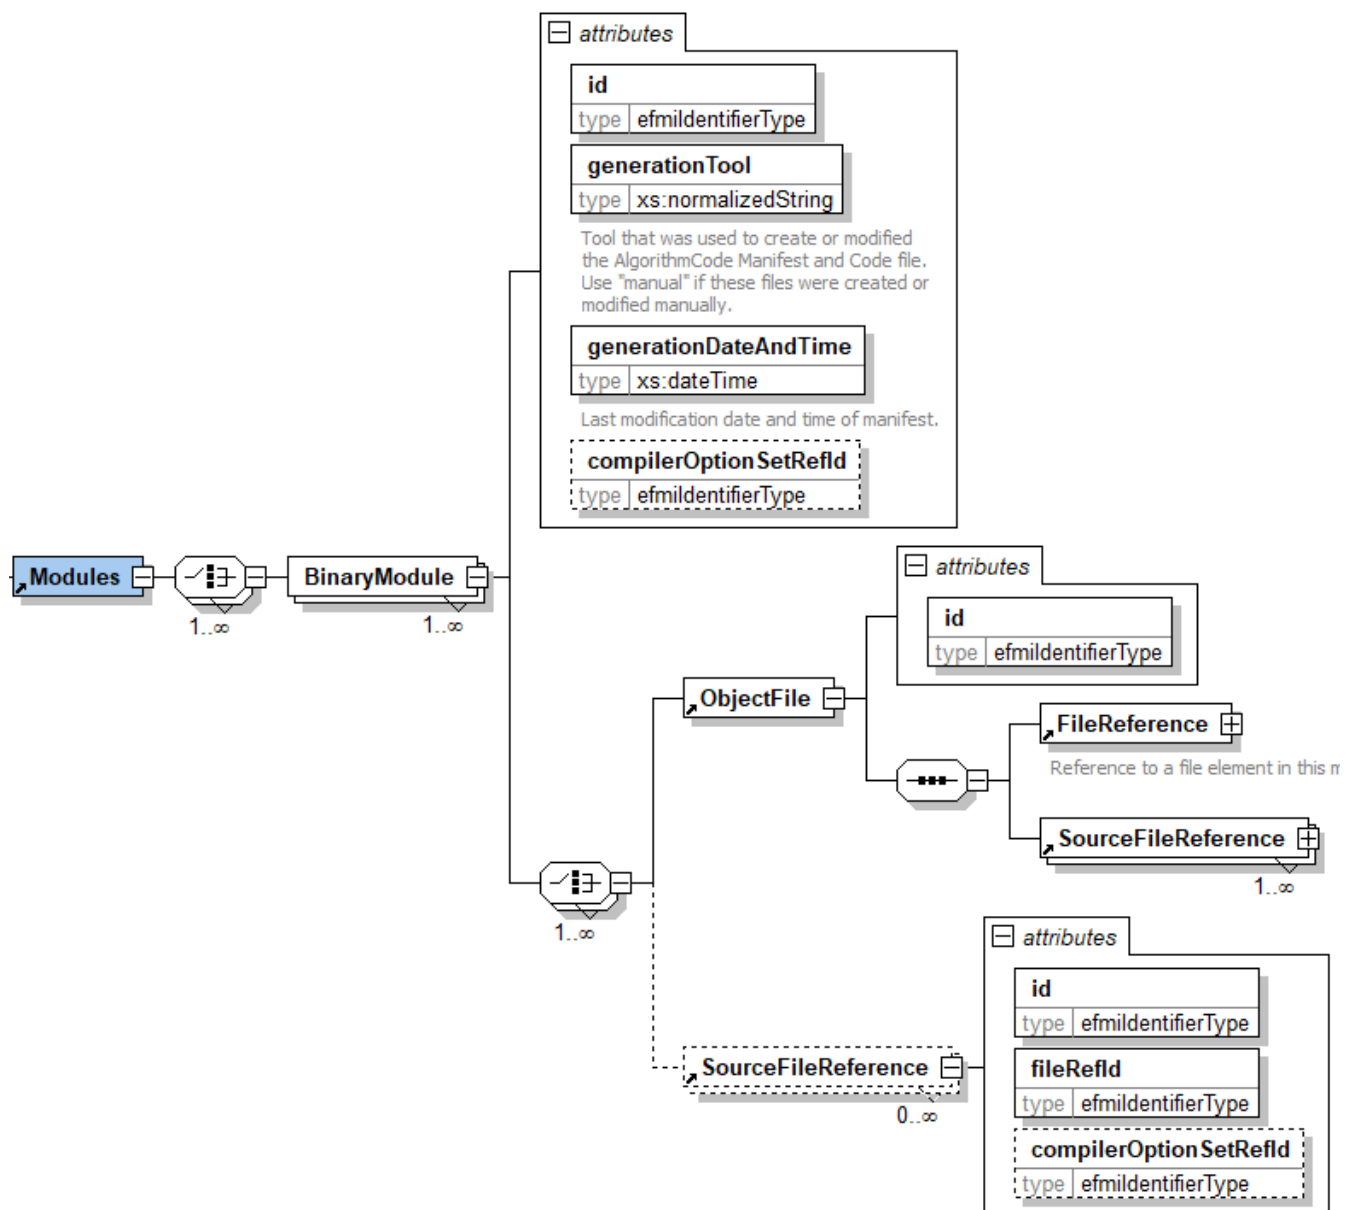 attributes
id
type efmiIdentifierType
generationTool
type xs:normalizedString
Tool that was used to create or modified
the AlgorithmCode Manifest and Code file.
Use "manual" if these files were created or
modified manually.
generationDateAndTime
type xs:dateTime
Last modification date and time of manifest.
compilerOptionSetRefId
type efmiIdentifierType
Modules
1..∞
BinaryModule
1..∞
attributes
id
type efmiIdentifierType
ObjectFile
FileReference
Reference to a file element in this m
SourceFileReference
1..∞
1..∞
attributes
id
type efmiIdentifierType
fileRefId
type efmiIdentifierType
compilerOptionSetRefId
type efmiIdentifierType
SourceFileReference
0..∞